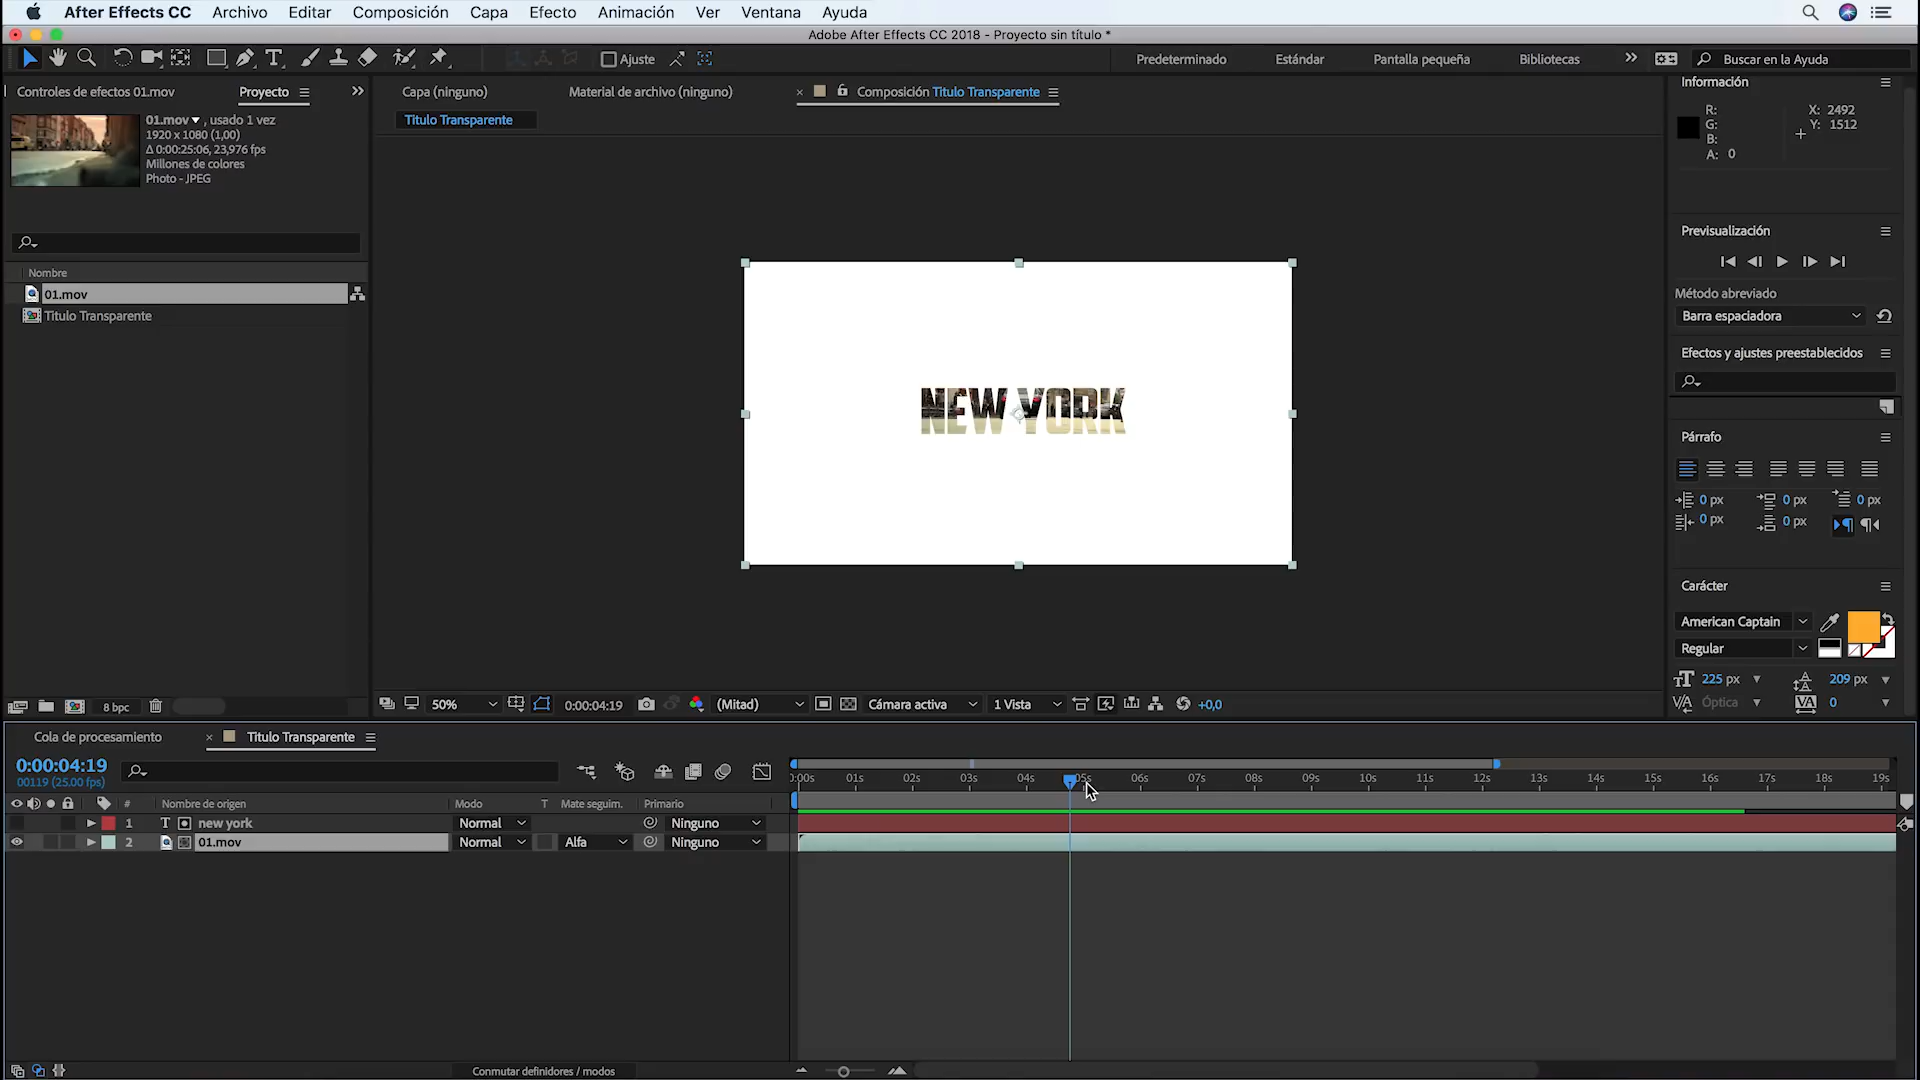 After Effects CC Archivo Editar Composición Capa Efecto Animación Ver Ventana Ayuda
Adobe After Effects CC 2018 - Proyecto sin título *
Ajuste Predeterminado Estándar Pantalla pequeña Bibliotecas Buscar en la Ayuda
Controles de efectos 01.mov Proyecto
Capa (ninguno) Material de archivo (ninguno) Composición Titulo Transparente
Titulo Transparente
01.mov , usado 1 vez
1920 x 1080 (1,00)
Δ 0:00:25:06, 23,976 fps
Millones de colores
Photo - JPEG
Nombre
01.mov
Titulo Transparente
8 bpc
NEW YORK
50% 0:00:04:19 (Mitad) Cámara activa 1 Vista +0,0
Información
R: X: 2492
G: Y: 1512
B:
A: 0
Previsualización
Método abreviado
Barra espaciadora
Efectos y ajustes preestablecidos
Párrafo
0 px 0 px 0 px
0 px 0 px
Carácter
American Captain
Regular
225 px 209 px
Óptica 0
Cola de procesamiento Titulo Transparente
0:00:04:19
00119 (25.00 fps)
0:00s 01s 02s 03s 04s 05s 06s 07s 08s 09s 10s 11s 12s 13s 14s 15s 16s 17s 18s 19s
# Nombre de origen Modo T Mate seguim. Primario
1 T new york Normal Ninguno
2 01.mov Normal Alfa Ninguno
Conmutar definidores / modos